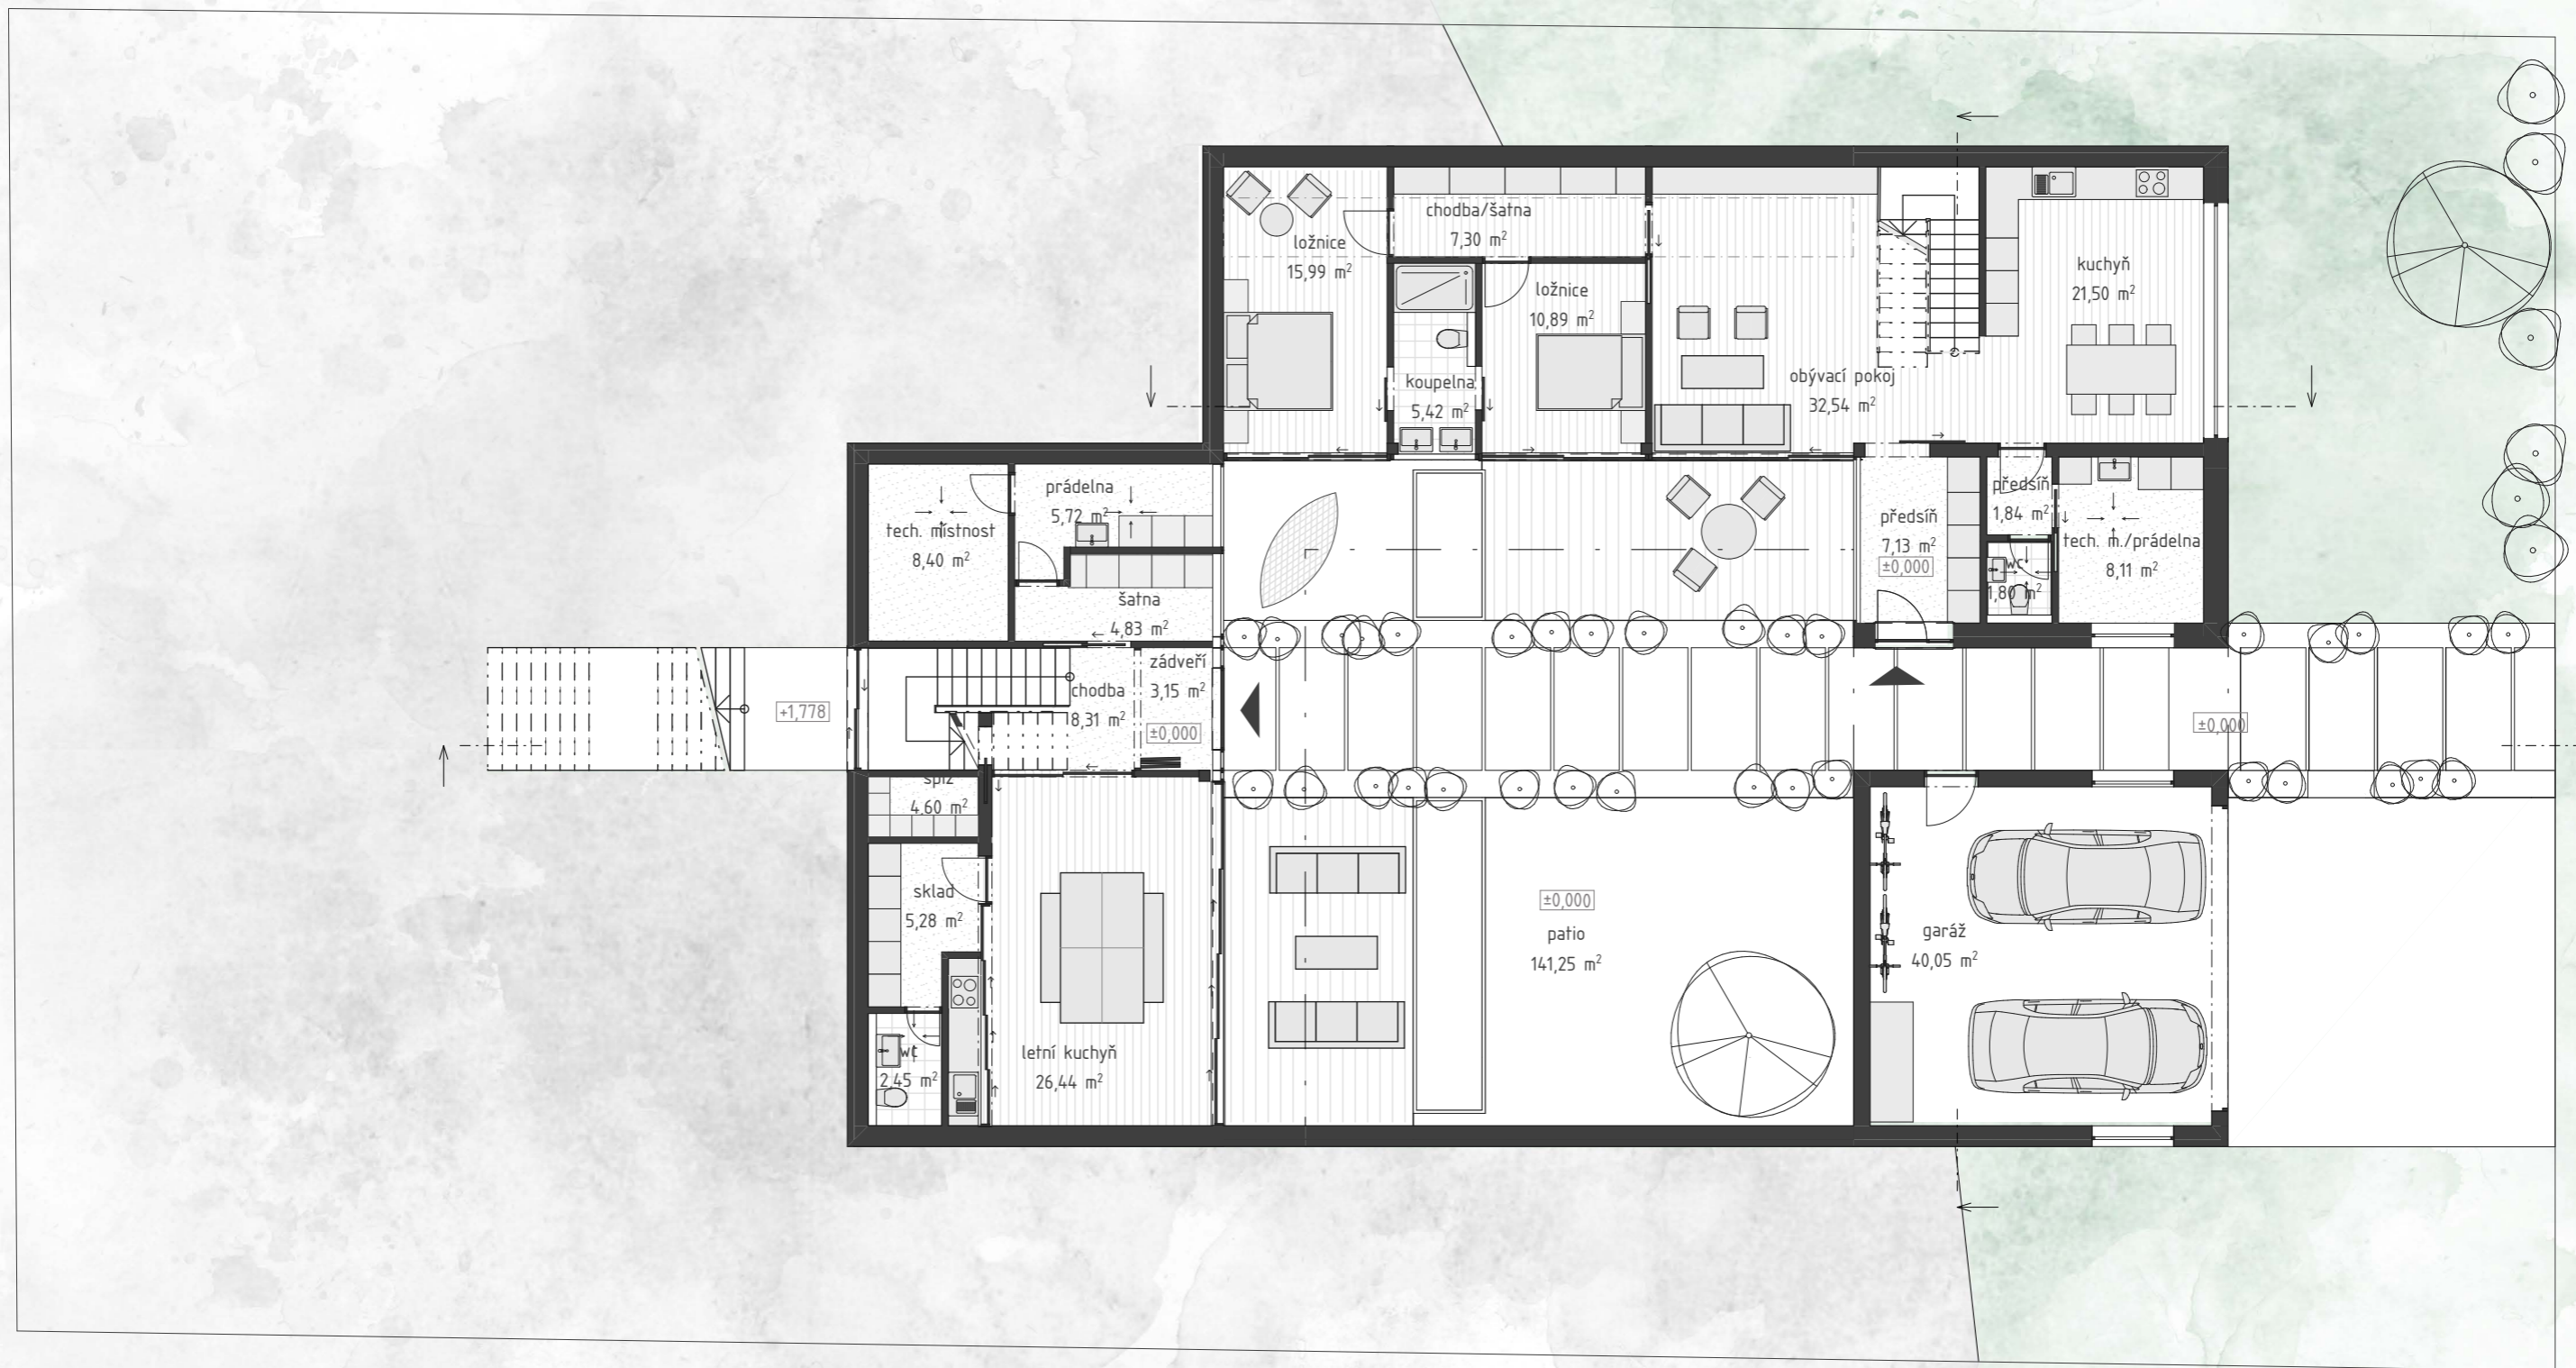 chodba/šatna
7,30 m²
ložnice
15,99 m²
ložnice
10,89 m²
kuchyň
21,50 m²
koupelna
5,42 m²
obývací pokoj
32,54 m²
prádelna
5,72 m²
tech. místnost
8,40 m²
šatna
4,83 m²
předsíň
7,13 m²
±0,000
předsíň
1,84 m²
tech. m./prádelna
8,11 m²
wc
1,80 m²
zádveří
3,15 m²
±0,000
chodba
8,31 m²
+1,778
±0,000
spíž
4,60 m²
sklad
5,28 m²
wc
2,45 m²
letní kuchyň
26,44 m²
±0,000
patio
141,25 m²
garáž
40,05 m²